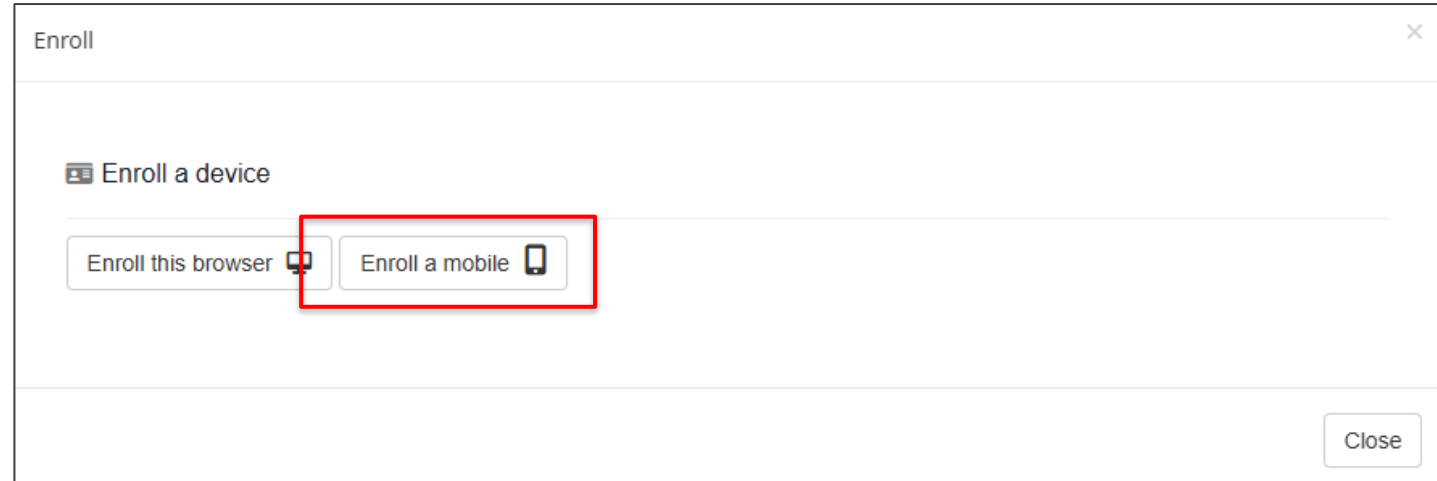 Enroll
Enroll a device
Enroll this browser
Enroll a mobile
Close